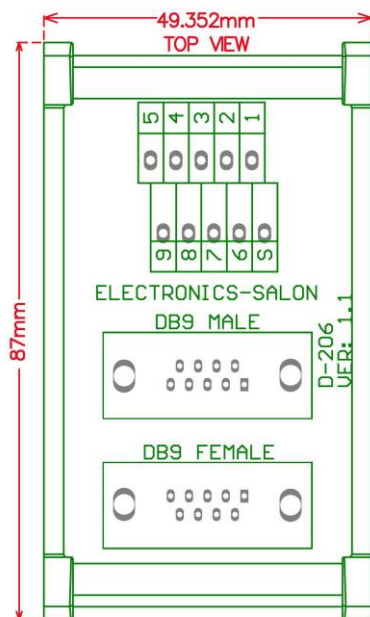 49.352mm
TOP VIEW
87mm
5 4 3 2 1
9 8 7 6 S
ELECTRONICS-SALON
DB9 MALE
D-206
VER: 1.1
DB9 FEMALE